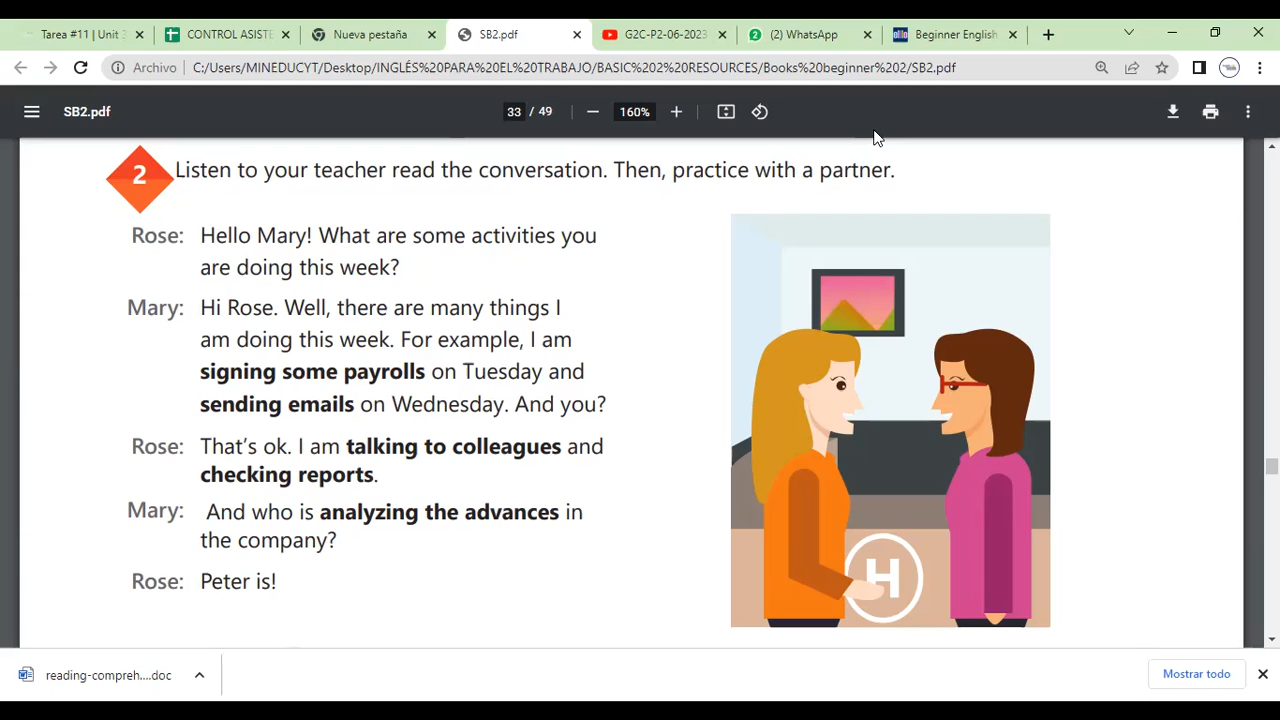 Tarea #11 | Unit 3
CONTROL ASISTE
Nueva pestaña
SB2.pdf
G2C-P2-06-2023
(2) WhatsApp
Beginner English
Archivo
C:/Users/MINEDUCYT/Desktop/INGLÉS%20PARA%20EL%20TRABAJO/BASIC%202%20RESOURCES/Books%20beginner%202/SB2.pdf
SB2.pdf
33 / 49
160%
2
Listen to your teacher read the conversation. Then, practice with a partner.
Rose: Hello Mary! What are some activities you
are doing this week?
Mary: Hi Rose. Well, there are many things I
am doing this week. For example, I am
signing some payrolls on Tuesday and
sending emails on Wednesday. And you?
Rose: That's ok. I am talking to colleagues and
checking reports.
Mary: And who is analyzing the advances in
the company?
Rose: Peter is!
H
reading-compreh....doc
Mostrar todo